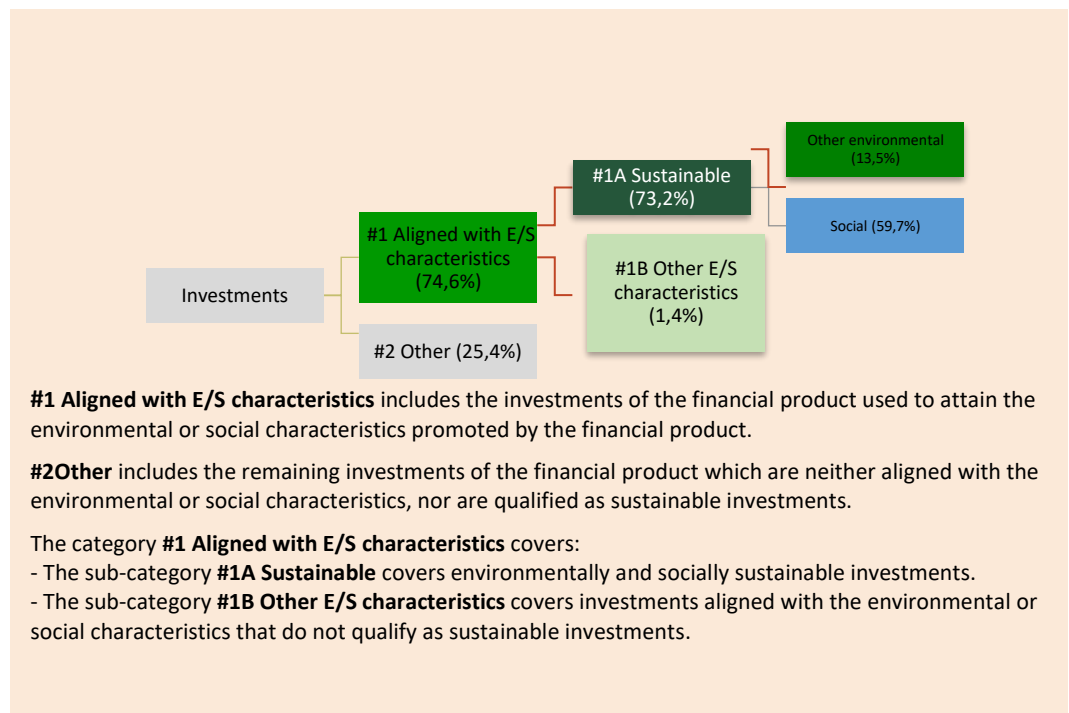 Other environmental
(13,5%)
#1A Sustainable
(73,2%)
Social (59,7%)
#1 Aligned with E/S
characteristics
(74,6%)
#1B Other E/S
characteristics
(1,4%)
Investments
#2 Other (25,4%)
#1 Aligned with E/S characteristics includes the investments of the financial product used to attain the
environmental or social characteristics promoted by the financial product.
#2Other includes the remaining investments of the financial product which are neither aligned with the
environmental or social characteristics, nor are qualified as sustainable investments.
The category #1 Aligned with E/S characteristics covers:
- The sub-category #1A Sustainable covers environmentally and socially sustainable investments.
- The sub-category #1B Other E/S characteristics covers investments aligned with the environmental or
social characteristics that do not qualify as sustainable investments.